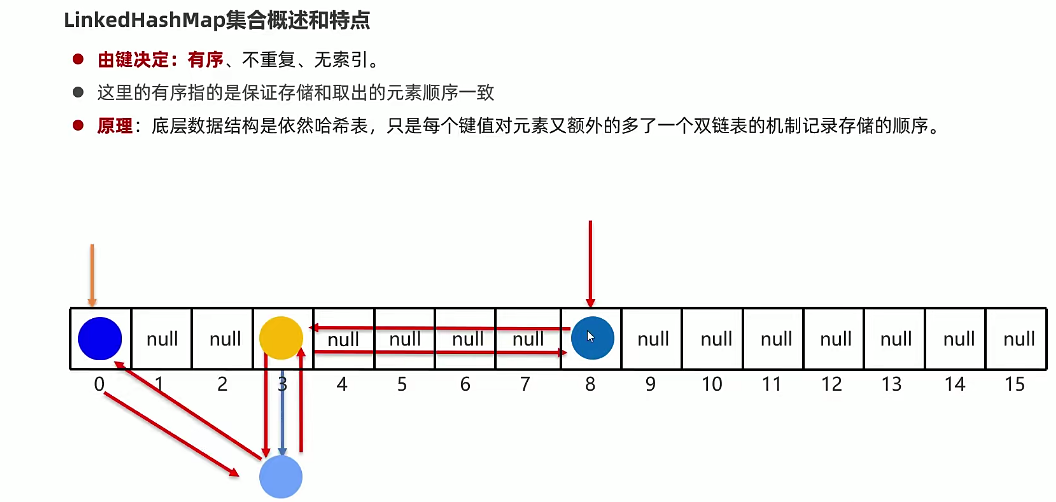 LinkedHashMap集合概述和特点
由键决定：有序、不重复、无索引。
这里的有序指的是保证存储和取出的元素顺序一致
原理：底层数据结构是依然哈希表，只是每个键值对元素又额外的多了一个双链表的机制记录存储的顺序。
null null null null null null null null null null null null null
0 1 2 3 4 5 6 7 8 9 10 11 12 13 14 15